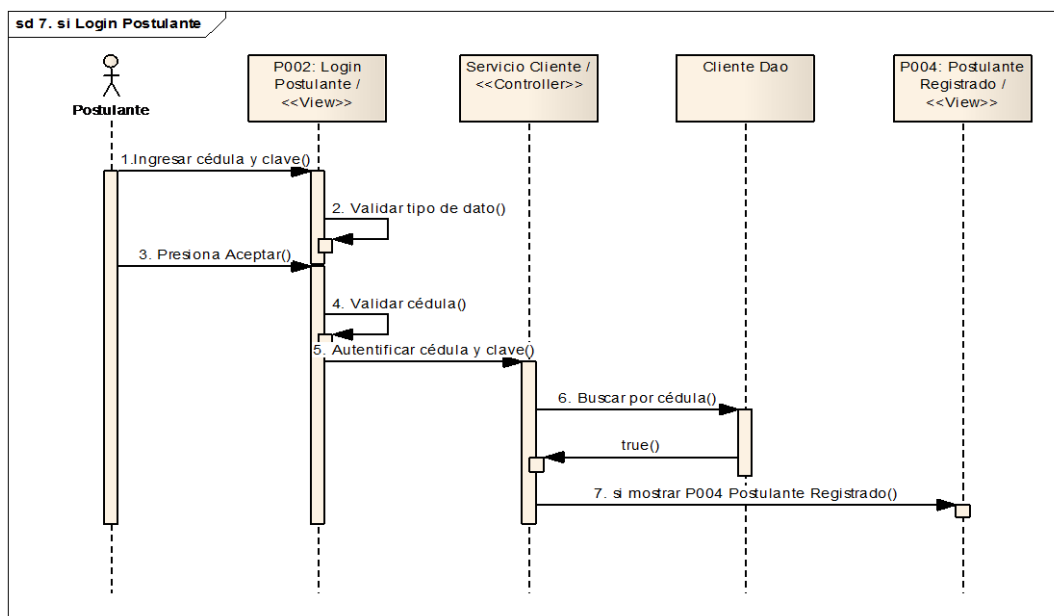 sd 7. si Login Postulante
Postulante
P002: Login
Postulante /
<<View>>
Servicio Cliente /
<<Controller>>
Cliente Dao
P004: Postulante
Registrado /
<<View>>
1.Ingresar cédula y clave()
2. Validar tipo de dato()
3. Presiona Aceptar()
4. Validar cédula()
5. Autentificar cédula y clave()
6. Buscar por cédula()
true()
7. si mostrar P004 Postulante Registrado()